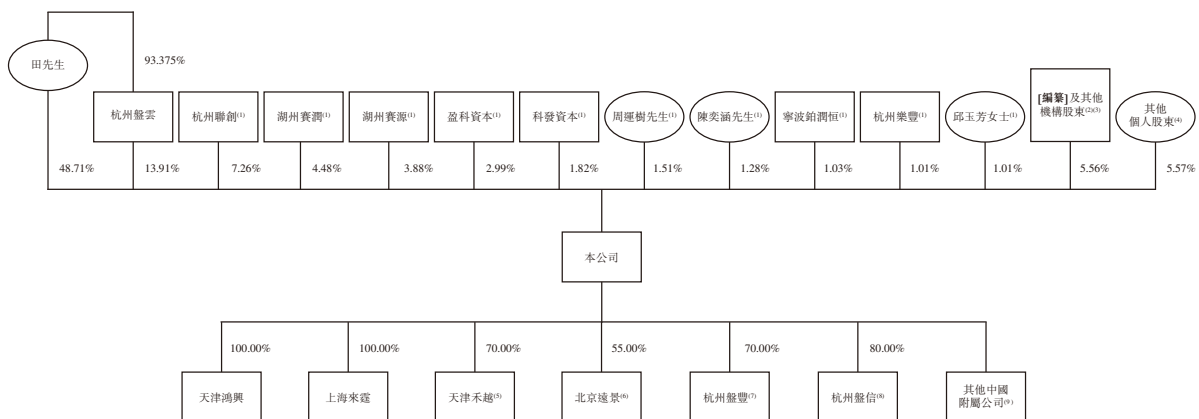 田先生
93.375%
杭州盤雲
杭州聯創(1)
湖州賽潤(1)
湖州賽源(1)
盈科資本(1)
科發資本(1)
周運樹先生(1)
陳奕涵先生(1)
寧波鉑潤恒(1)
杭州樂豐(1)
邱玉芳女士(1)
[編纂]及其他
機構股東(2)(3)
其他
個人股東(4)
48.71%
13.91%
7.26%
4.48%
3.88%
2.99%
1.82%
1.51%
1.28%
1.03%
1.01%
1.01%
5.56%
5.57%
本公司
100.00%
100.00%
70.00%
55.00%
70.00%
80.00%
天津鴻興
上海來霆
天津禾越(5)
北京遠景(6)
杭州盤豐(7)
杭州盤信(8)
其他中國
附屬公司(9)